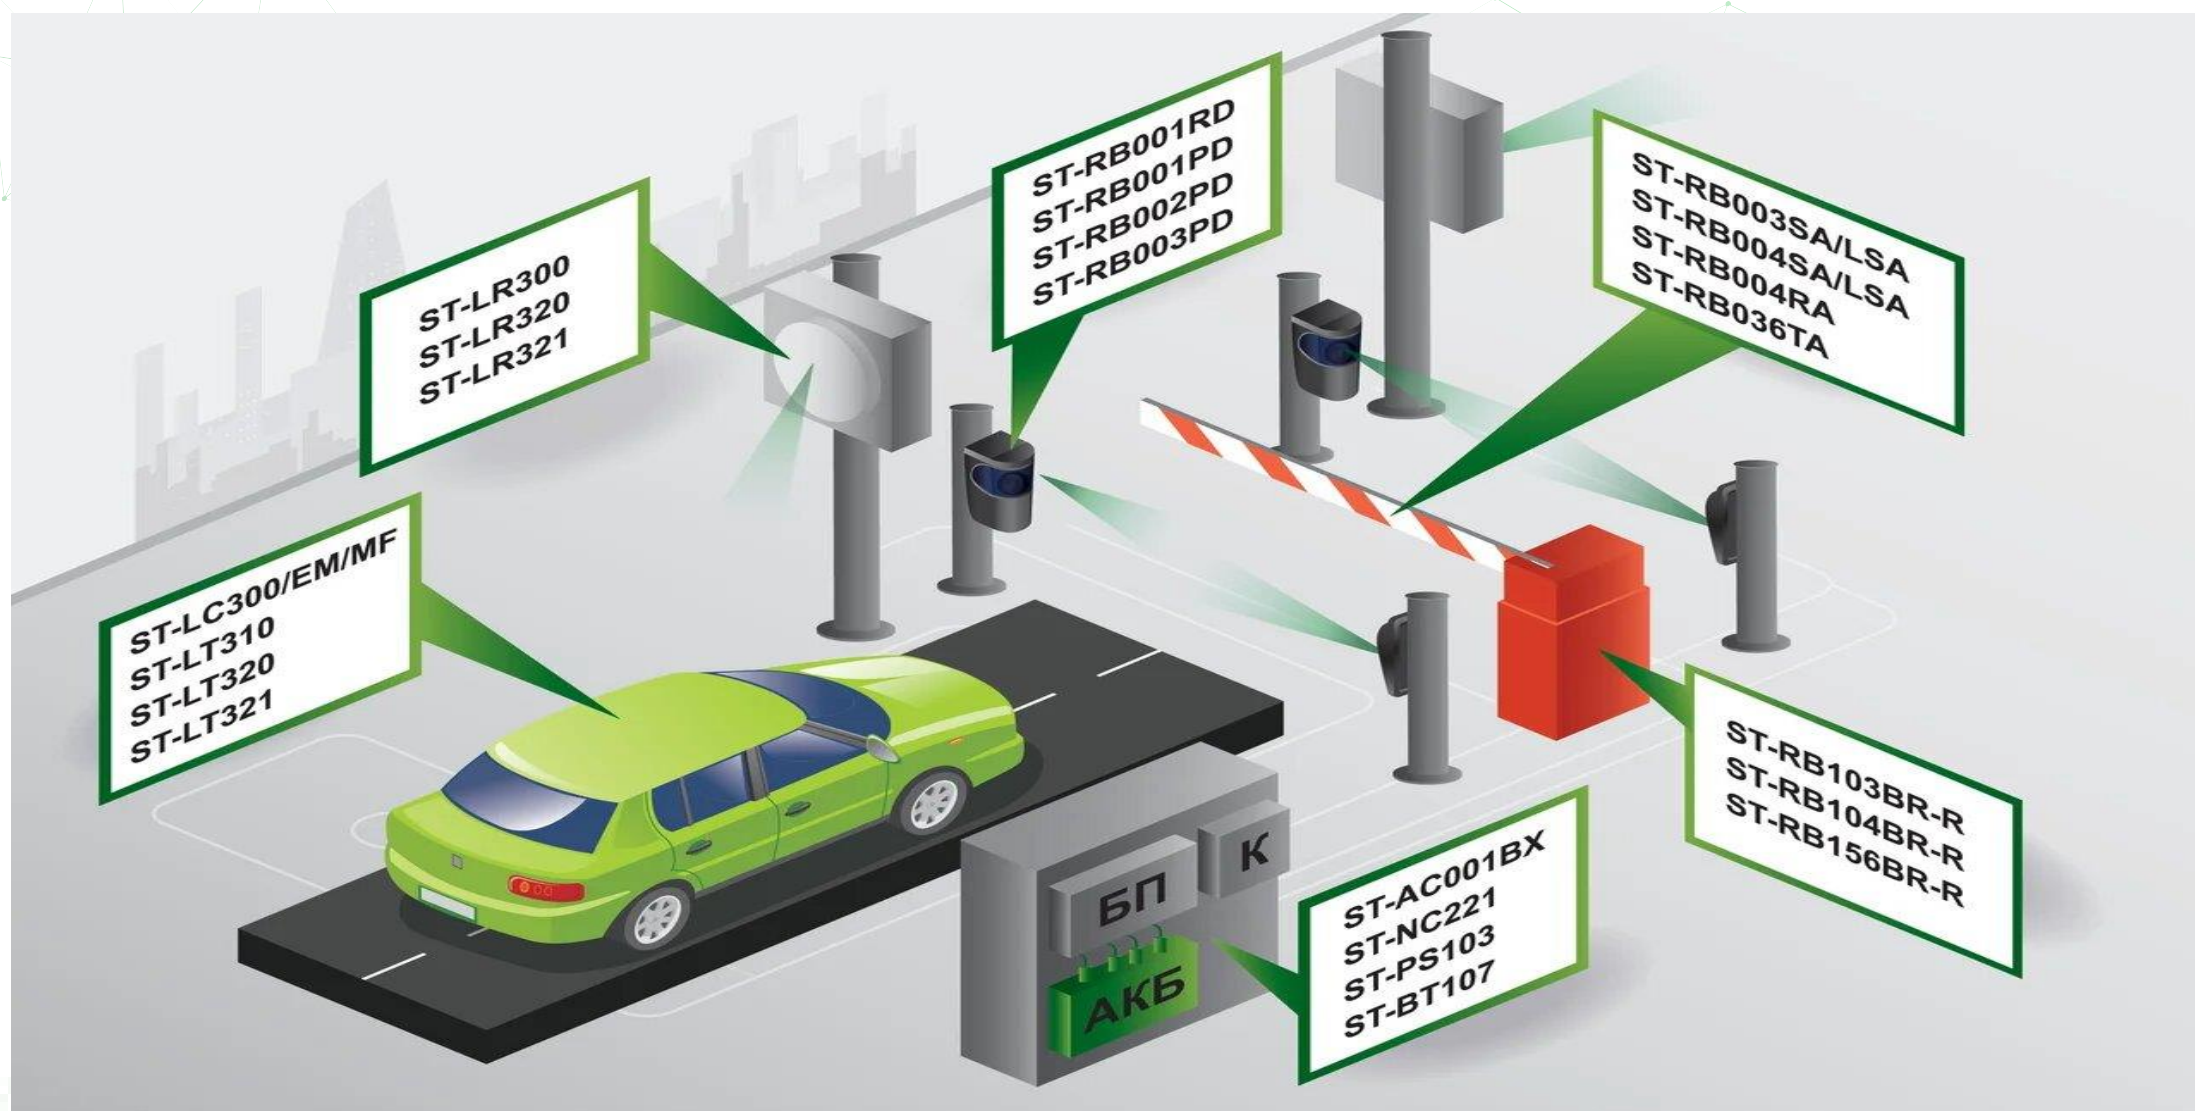 ST-RB001RD
ST-RB001PD
ST-RB002PD
ST-RB003PD
ST-RB003SA/LSA
ST-RB004SA/LSA
ST-RB004RA
ST-RB036TA
ST-LR300
ST-LR320
ST-LR321
ST-LC300/EM/MF
ST-LT310
ST-LT320
ST-LT321
ST-RB103BR-R
ST-RB104BR-R
ST-RB156BR-R
БП
К
АКБ
ST-AC001BX
ST-NC221
ST-PS103
ST-BT107